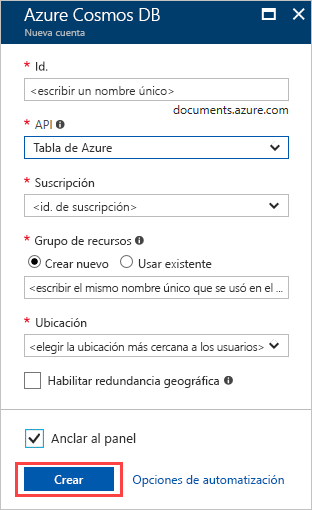 Azure Cosmos DB
Nueva cuenta
* Id.
<escribir un nombre único>
documents.azure.com
* API
Tabla de Azure
* Suscripción
<id. de suscripción>
* Grupo de recursos
Crear nuevo Usar existente
<escribir el mismo nombre único que se usó en el ...
* Ubicación
<elegir la ubicación más cercana a los usuarios>
Habilitar redundancia geográfica
Anclar al panel
Crear Opciones de automatización